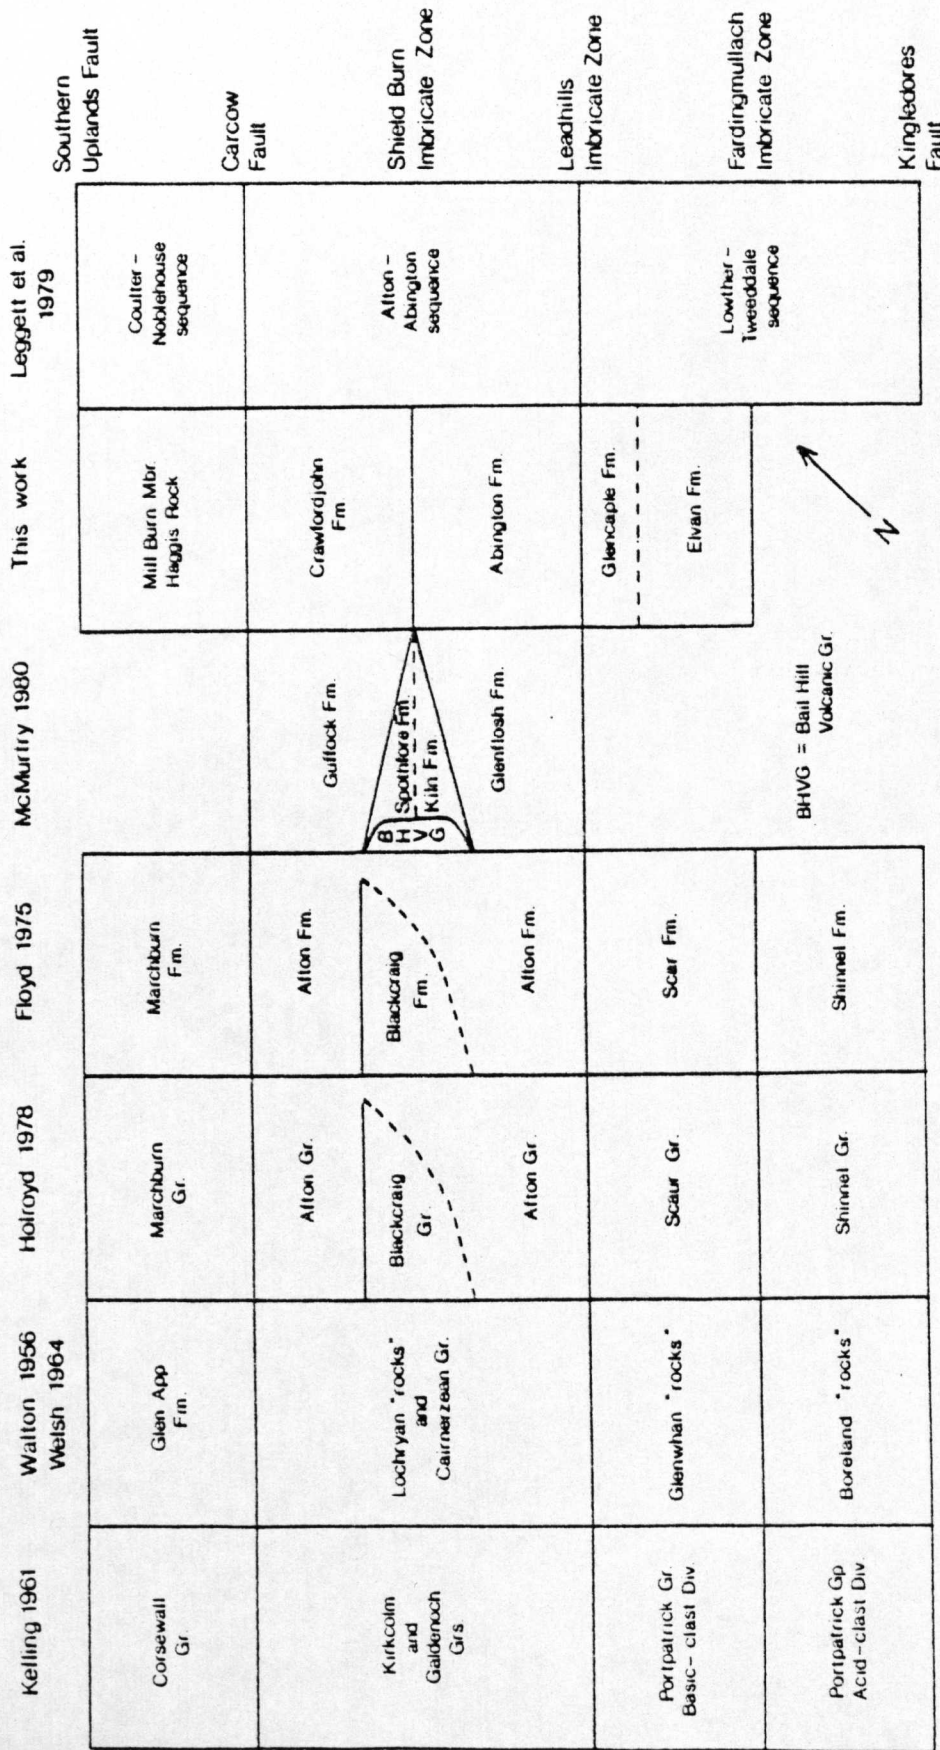 Kelling 1961
Walton 1956
Welsh 1964
Holroyd 1978
Floyd 1975
McMurtry 1980
This work
Leggett et al.
1979
Southern
Uplands Fault
Corsewall
Gr.
Glen App
Fm.
Marchburn
Gr.
Marchburn
Fm.
Mill Burn Mbr.
Haggis Rock
Coulter -
Noblehouse
sequence
Carcow
Fault
Kirkcolm
and
Galdenoch
Grs
Lochryan "rocks"
and
Cairnerzean Gr.
Afton Gr.
Blackcraig
Gr.
Afton Gr.
Afton Fm.
Blackcraig
Fm.
Afton Fm.
Guffock Fm.
B
H
V
G
Spothfore Fm.
Kiln Fm.
Glenflosh Fm.
Crawfordjohn
Fm
Abington Fm.
Afton -
Abington
sequence
Shield Burn
Imbricate Zone
Leadhills
Imbricate Zone
Portpatrick Gr.
Basic-clast Div.
Glenwhan "rocks"
Scaur Gr.
Scar Fm.
Glencaple Fm.
Elvan Fm.
Lowther -
Tweeddale
sequence
Fardingmullach
Imbricate Zone
Portpatrick Gp
Acid-clast Div.
Boreland "rocks"
Shinnel Gr.
Shinnel Fm.
BHVG = Bail Hill
Volcanic Gr.
N
Kingledores
Fault